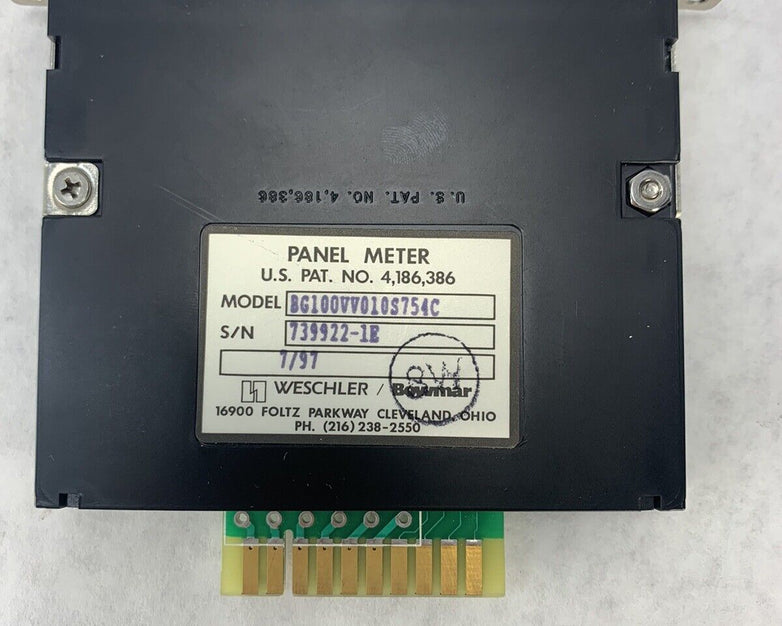 U. S. PAT. NO. 4,186,386
PANEL METER
U.S. PAT. NO. 4,186,386
MODEL BG100VV010S754C
S/N 739922-1E
7/97
WESCHLER / Bowmar
16900 FOLTZ PARKWAY CLEVELAND, OHIO
PH. (216) 238-2550